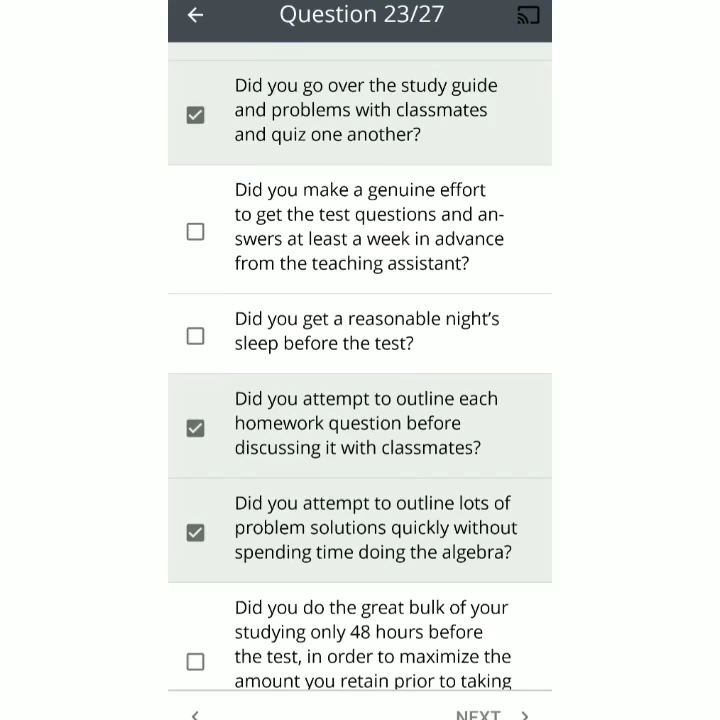 Question 23/27
Did you go over the study guide
and problems with classmates
and quiz one another?
Did you make a genuine effort
to get the test questions and an-
swers at least a week in advance
from the teaching assistant?
Did you get a reasonable night's
sleep before the test?
Did you attempt to outline each
homework question before
discussing it with classmates?
Did you attempt to outline lots of
problem solutions quickly without
spending time doing the algebra?
Did you do the great bulk of your
studying only 48 hours before
the test, in order to maximize the
amount you retain prior to taking
NEXT